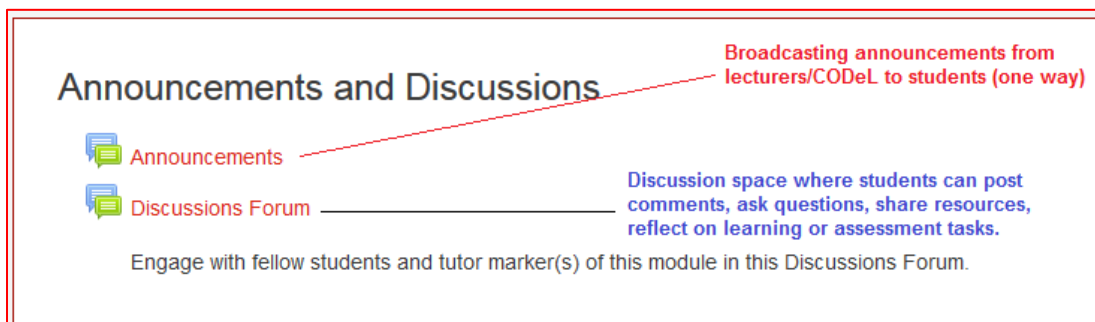 Broadcasting announcements from
lecturers/CODeL to students (one way)
Announcements and Discussions
Announcements
Discussions Forum
Discussion space where students can post
comments, ask questions, share resources,
reflect on learning or assessment tasks.
Engage with fellow students and tutor marker(s) of this module in this Discussions Forum.